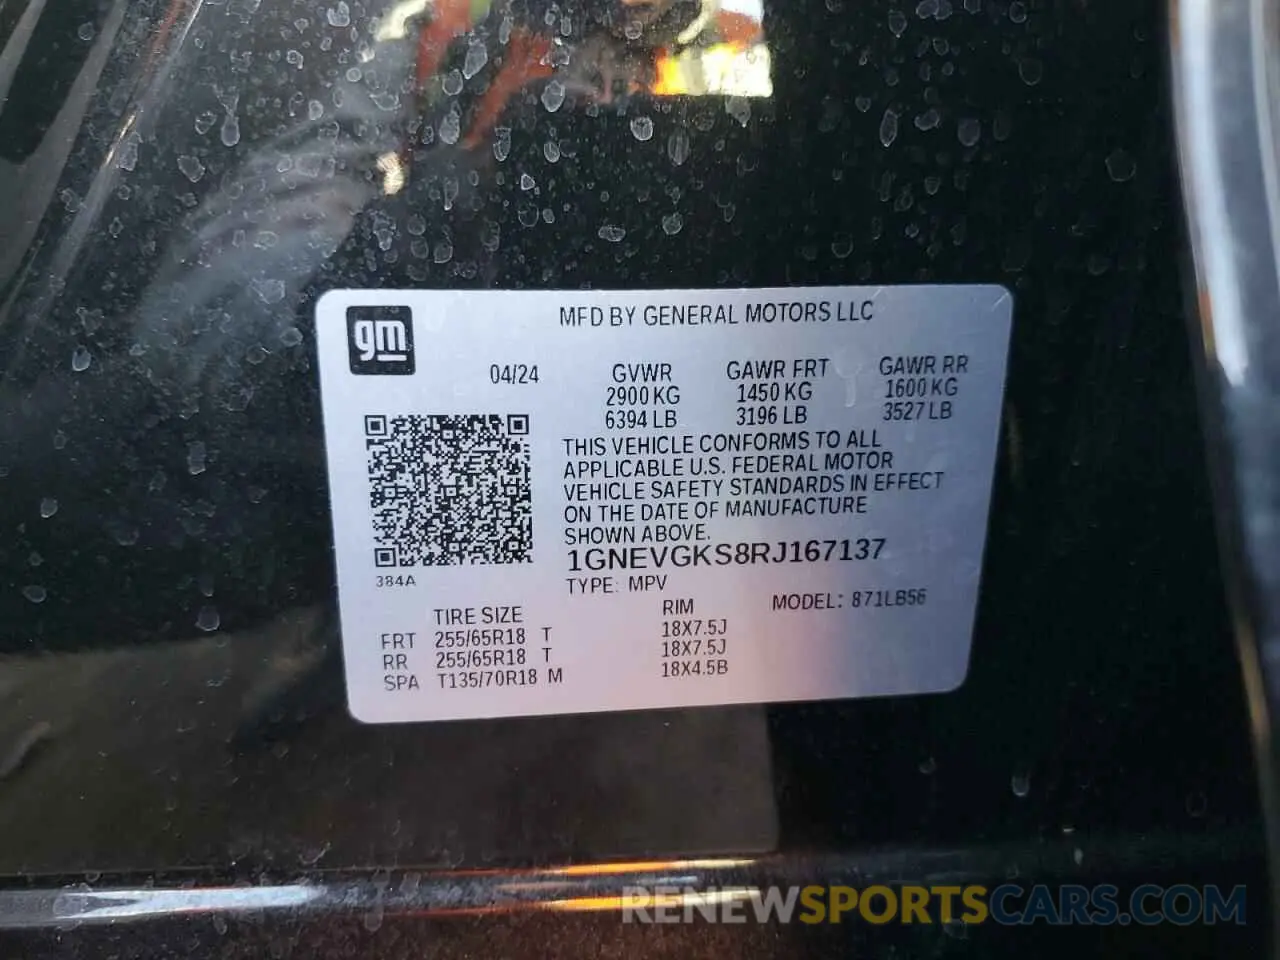 gm
MFD BY GENERAL MOTORS LLC
04/24
GVWR GAWR FRT GAWR RR
2900 KG 1450 KG 1600 KG
6394 LB 3196 LB 3527 LB
THIS VEHICLE CONFORMS TO ALL
APPLICABLE U.S. FEDERAL MOTOR
VEHICLE SAFETY STANDARDS IN EFFECT
ON THE DATE OF MANUFACTURE
SHOWN ABOVE.
1GNEVGKS8RJ167137
384A
TYPE: MPV
MODEL: 871LB56
TIRE SIZE RIM
FRT 255/65R18 T 18X7.5J
RR 255/65R18 T 18X7.5J
SPA T135/70R18 M 18X4.5B
RENEWSPORTSCARS.COM